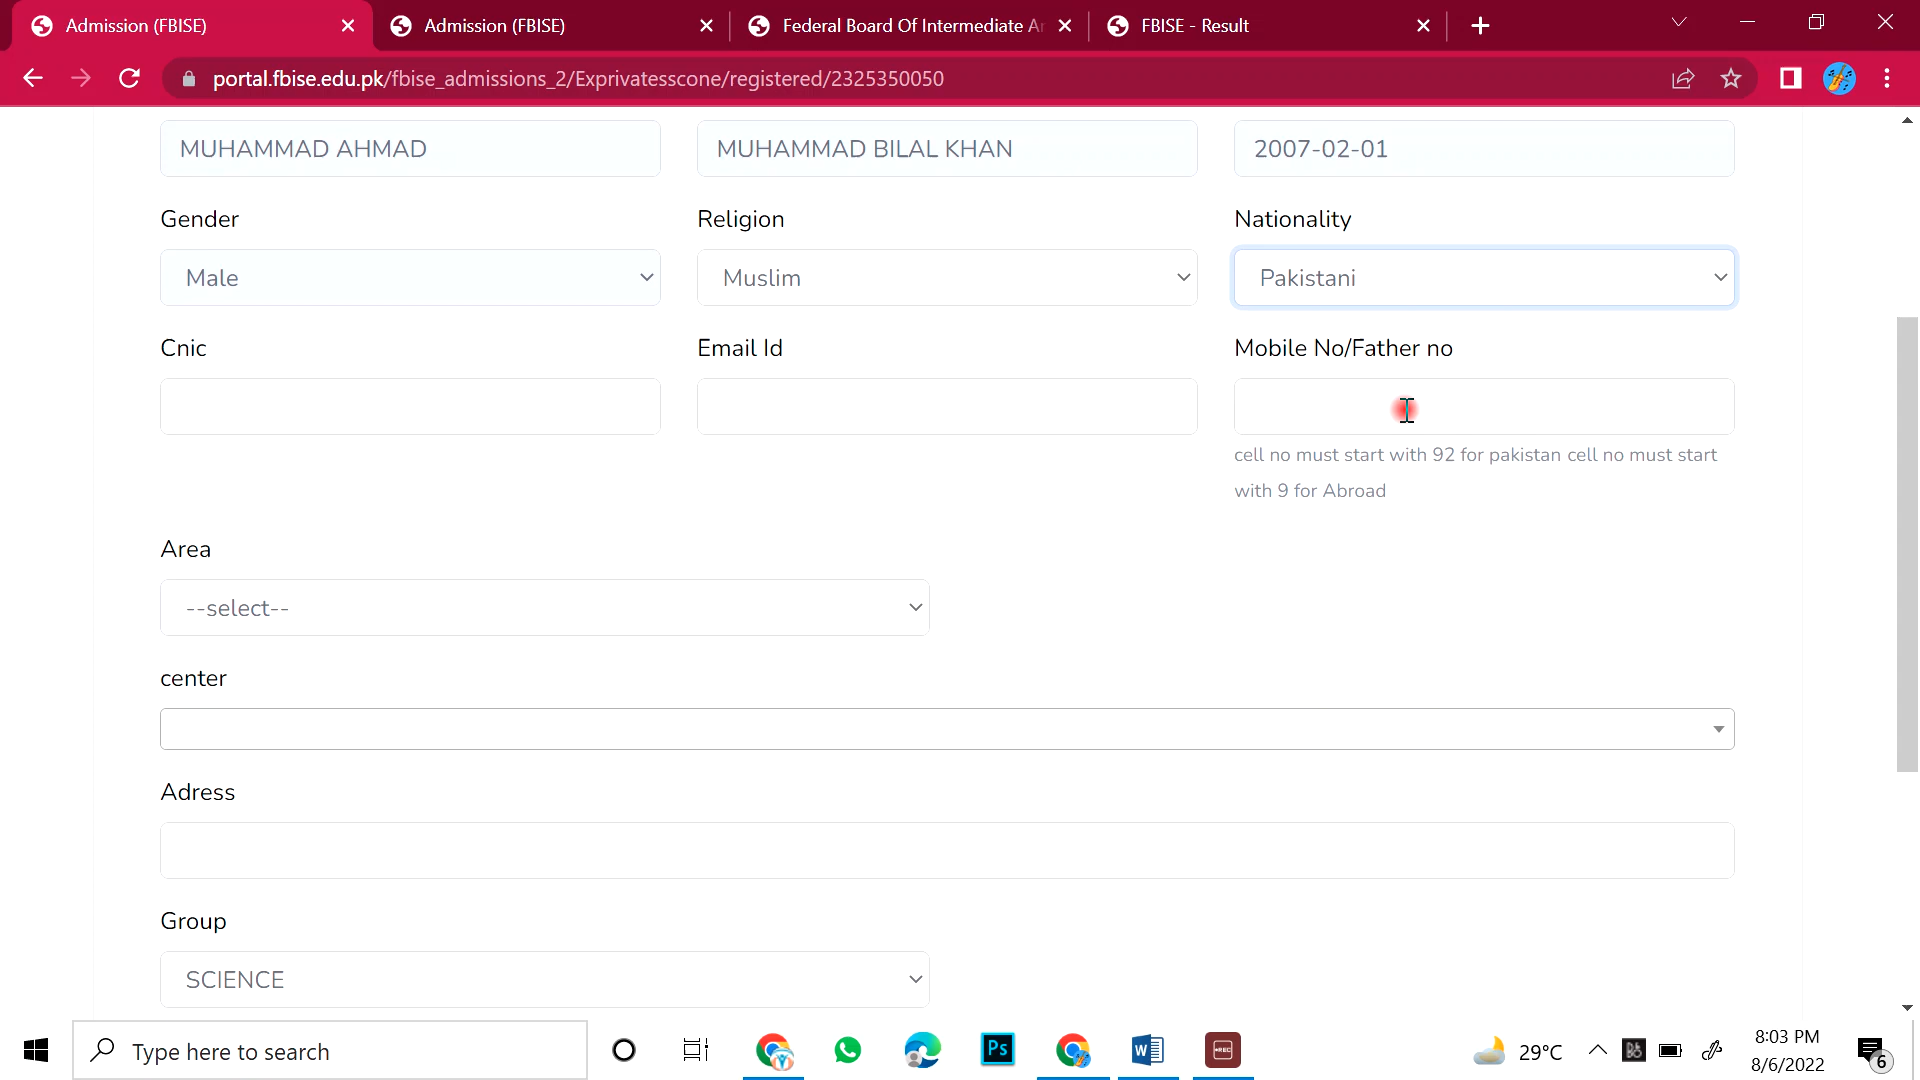 Admission (FBISE)
Admission (FBISE)
Federal Board Of Intermediate Ar
FBISE - Result
portal.fbise.edu.pk/fbise_admissions_2/Exprivatesscone/registered/2325350050
MUHAMMAD AHMAD
MUHAMMAD BILAL KHAN
2007-02-01
Gender
Religion
Nationality
Male
Muslim
Pakistani
Cnic
Email Id
Mobile No/Father no
cell no must start with 92 for pakistan cell no must start
with 9 for Abroad
Area
--select--
center
Adress
Group
SCIENCE
Type here to search
Ps
W
REC
29°C
8:03 PM
8/6/2022
6